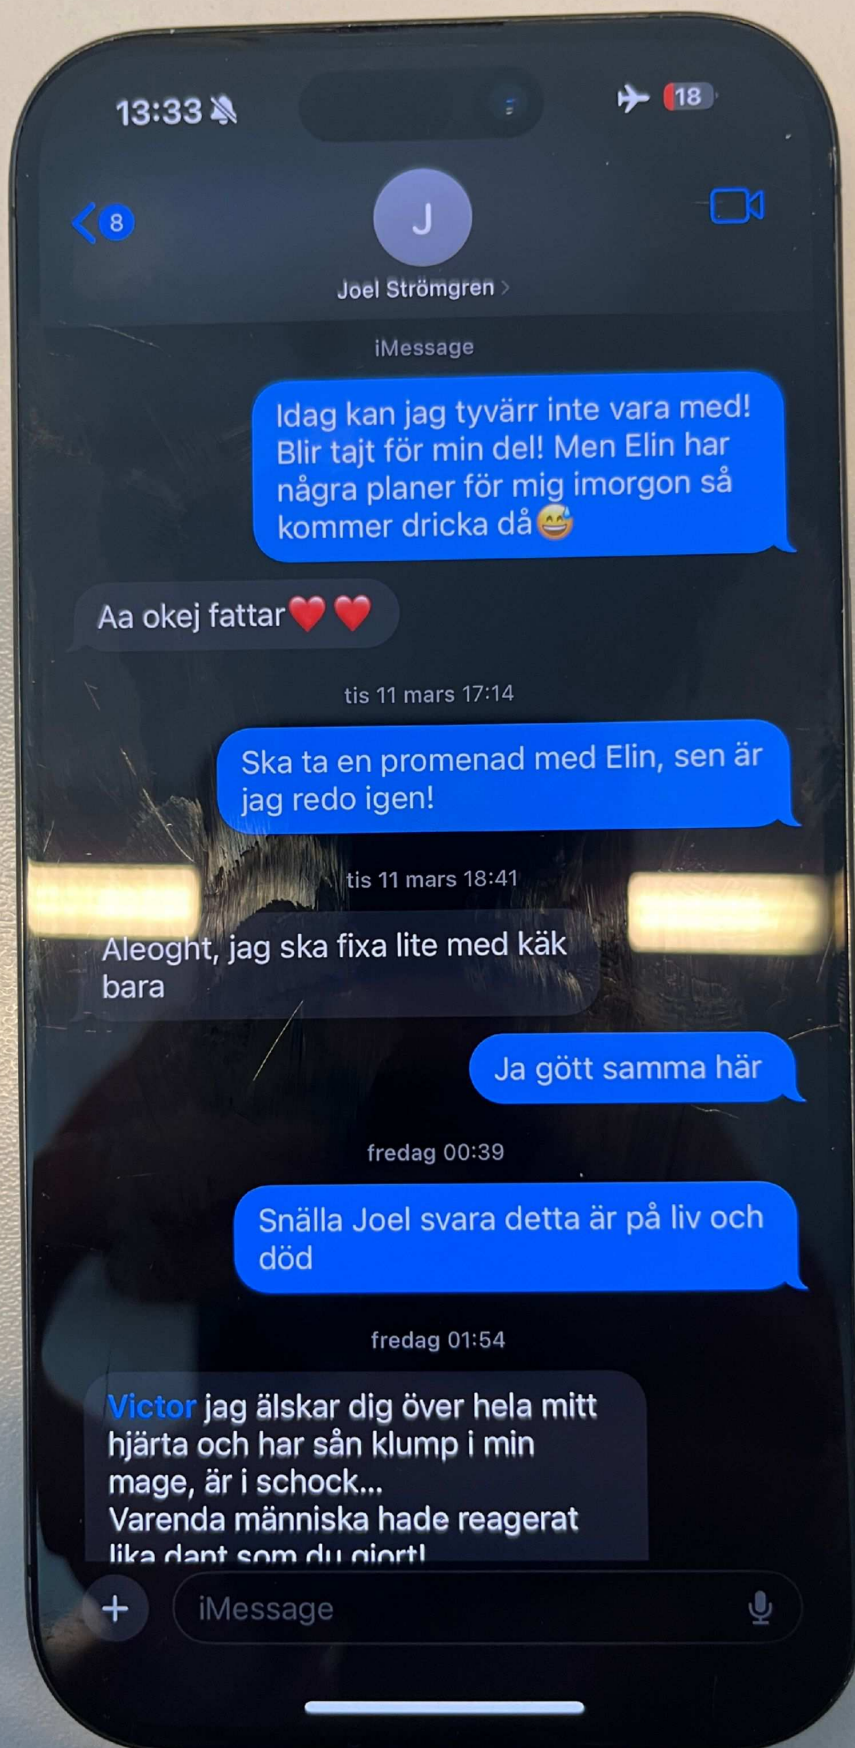 13:33
18
8
J
Joel Strömgren
iMessage
Idag kan jag tyvärr inte vara med!
Blir tajt för min del! Men Elin har
några planer för mig imorgon så
kommer dricka då😅
Aa okej fattar❤️❤️
tis 11 mars 17:14
Ska ta en promenad med Elin, sen är
jag redo igen!
tis 11 mars 18:41
Aleoght, jag ska fixa lite med käk
bara
Ja gött samma här
fredag 00:39
Snälla Joel svara detta är på liv och
död
fredag 01:54
Victor jag älskar dig över hela mitt
hjärta och har sån klump i min
mage, är i schock...
Varenda människa hade reagerat
lika dant som du gjort!
iMessage